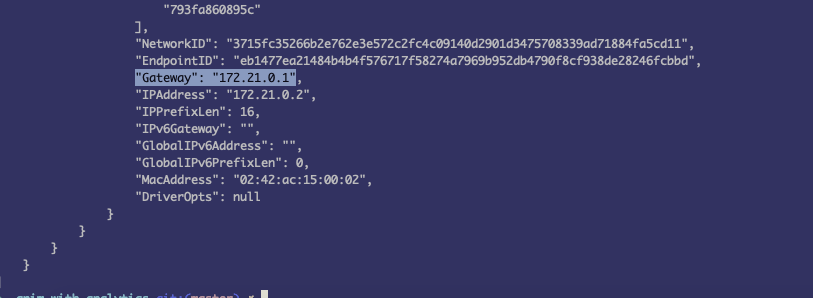 "793fa860895c"
],
"NetworkID": "3715fc35266b2e762e3e572c2fc4c09140d2901d3475708339ad71884fa5cd11",
"EndpointID": "eb1477ea21484b4b4f576717f58274a7969b952db4790f8cf938de28246fcbbd",
"Gateway": "172.21.0.1",
"IPAddress": "172.21.0.2",
"IPPrefixLen": 16,
"IPv6Gateway": "",
"GlobalIPv6Address": "",
"GlobalIPv6PrefixLen": 0,
"MacAddress": "02:42:ac:15:00:02",
"DriverOpts": null
}
}
}
}